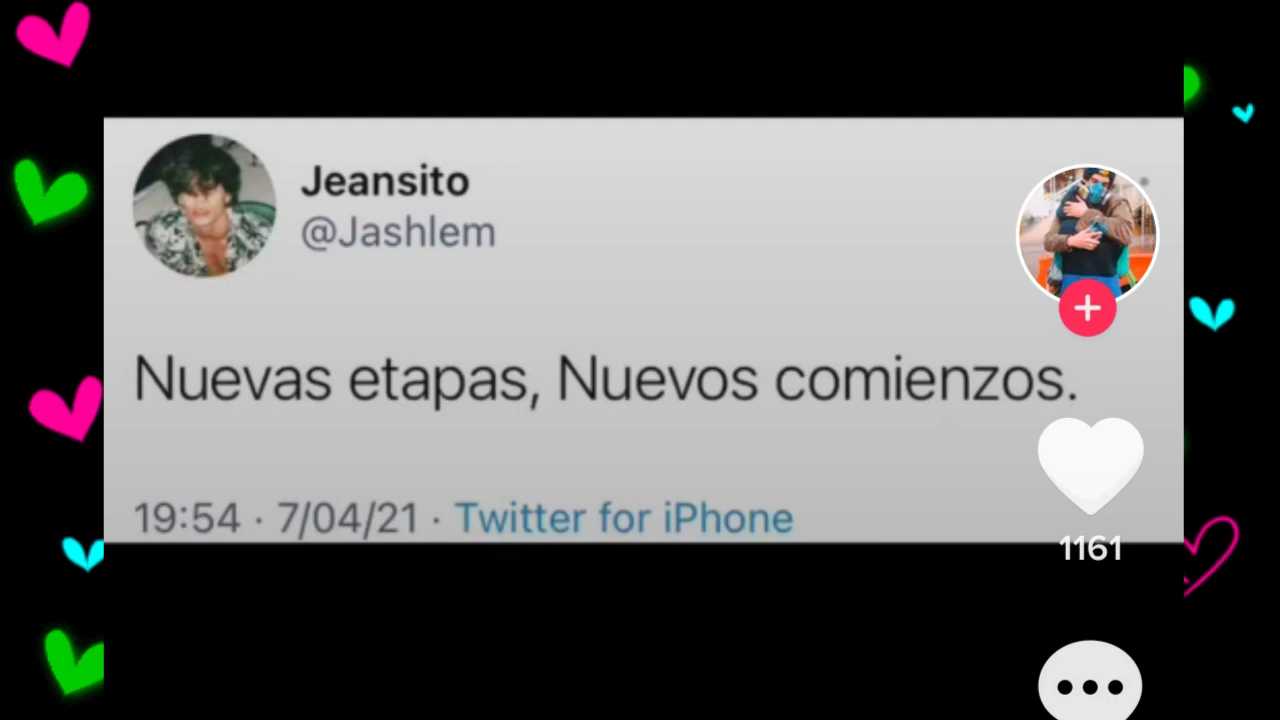 Jeansito
@Jashlem
Nuevas etapas, Nuevos comienzos.
19:54 · 7/04/21 · Twitter for iPhone
1161